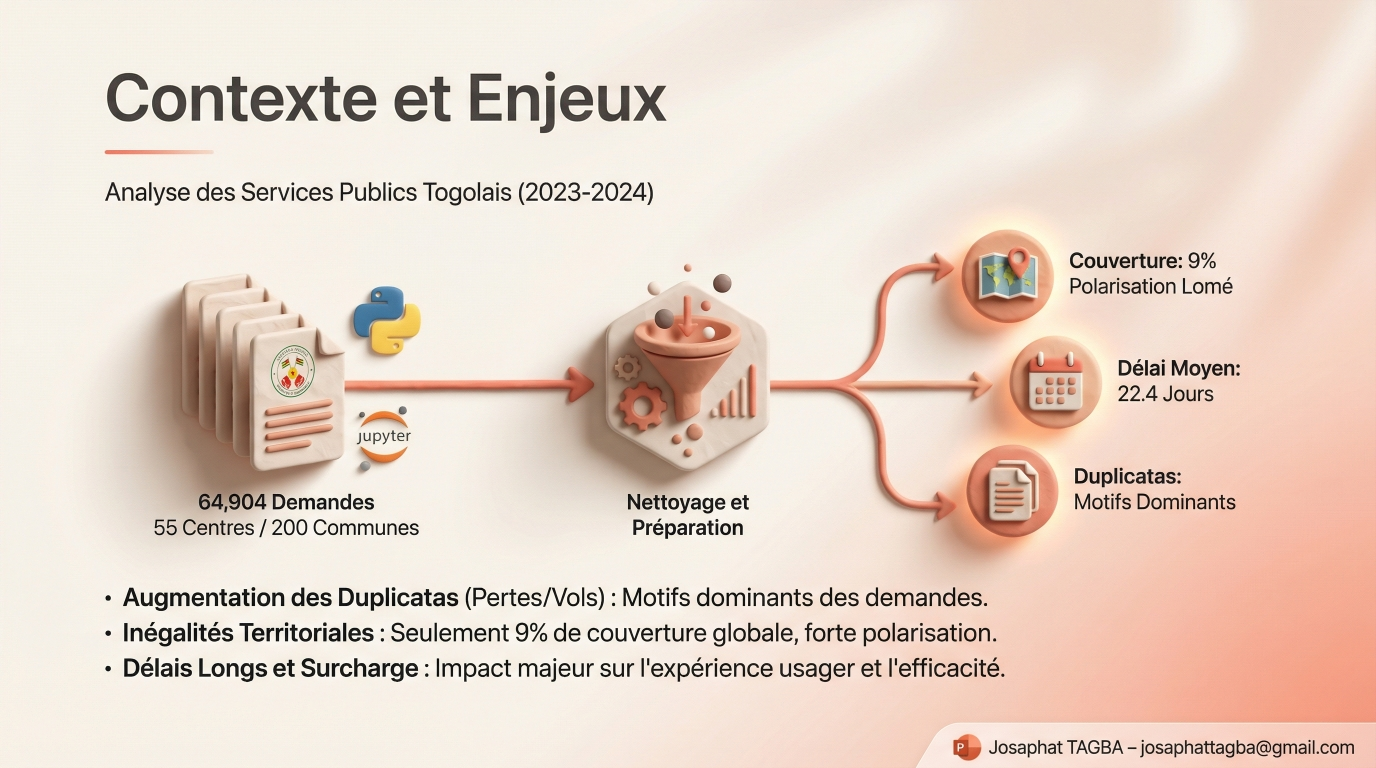 Contexte et Enjeux
Analyse des Services Publics Togolais (2023-2024)
jupyter
64,904 Demandes
55 Centres / 200 Communes
Nettoyage et
Préparation
Couverture: 9%
Polarisation Lomé
Délai Moyen:
22.4 Jours
Duplicatas:
Motifs Dominants
• Augmentation des Duplicatas (Pertes/Vols) : Motifs dominants des demandes.
• Inégalités Territoriales : Seulement 9% de couverture globale, forte polarisation.
• Délais Longs et Surcharge : Impact majeur sur l'expérience usager et l'efficacité.
P
Josaphat TAGBA – josaphattagba@gmail.com